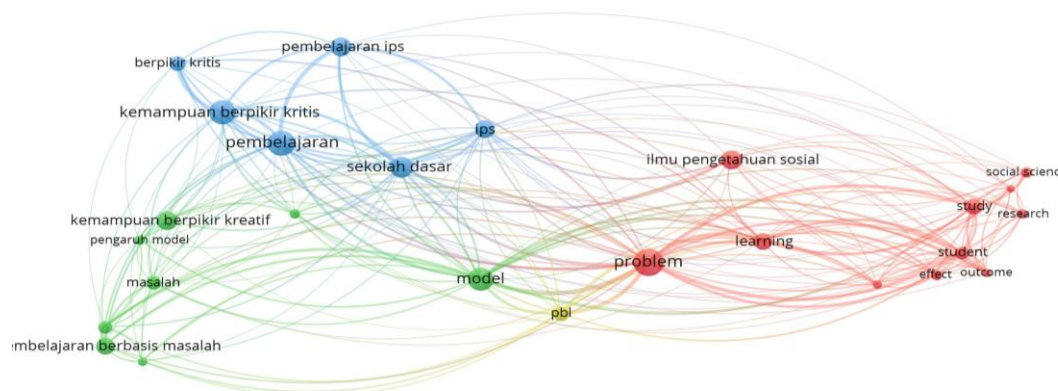 pembelajaran ips
berpikir kritis
kemampuan berpikir kritis
ips
pembelajaran
sekolah dasar
ilmu pengetahuan sosial
social scienc
study
research
kemampuan berpikir kreatif
pengaruh model
learning
student
problem
effect
outcome
model
masalah
pbl
embelajaran berbasis masalah